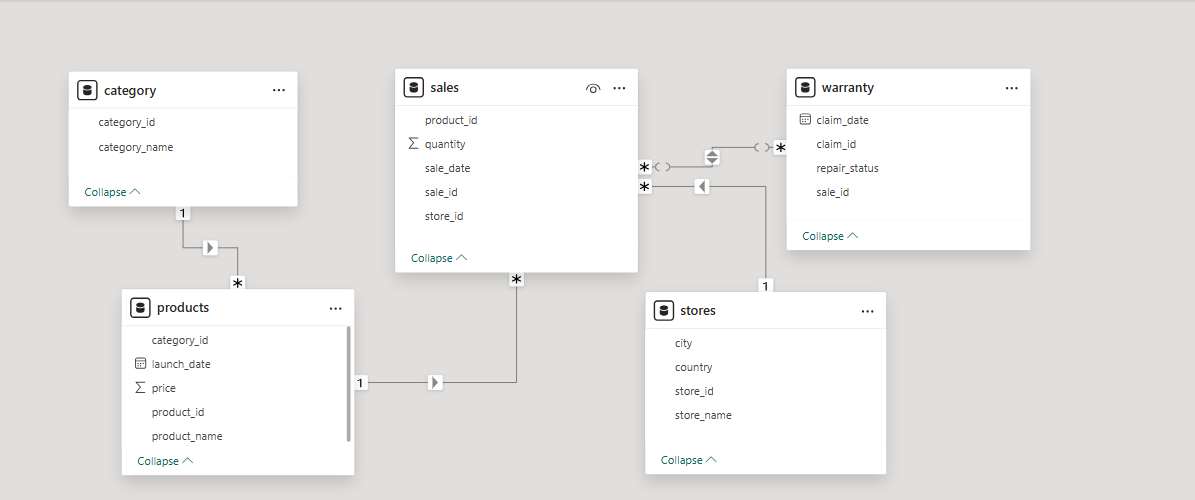 category
category_id
category_name
Collapse
1
*
sales
product_id
Σ quantity
sale_date
sale_id
store_id
Collapse
*
*
*
*
warranty
claim_date
claim_id
repair_status
sale_id
Collapse
products
category_id
launch_date
Σ price
product_id
product_name
Collapse
1
1
stores
city
country
store_id
store_name
Collapse